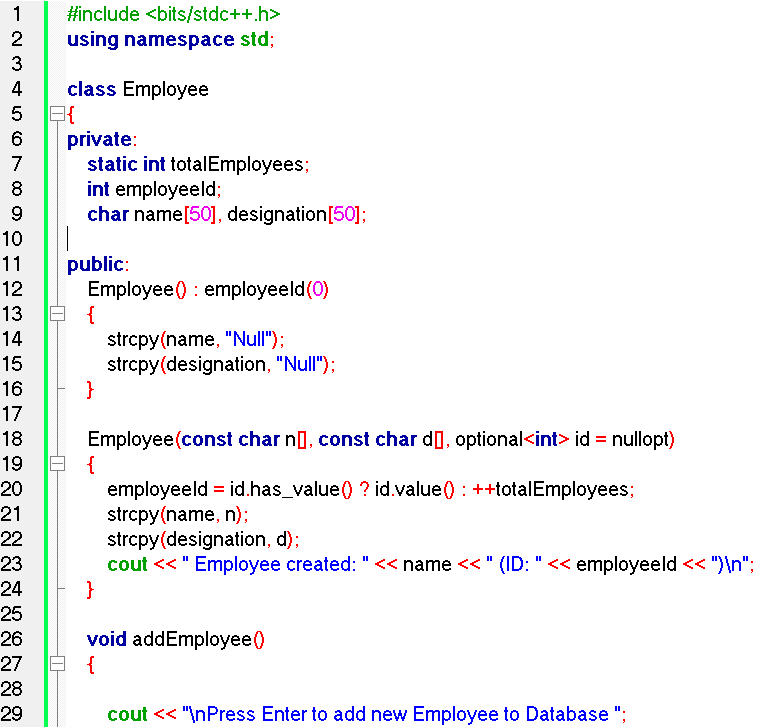 1 #include <bits/stdc++.h>
2 using namespace std;
3
4 class Employee
5 {
6 private:
7 static int totalEmployees;
8 int employeeId;
9 char name[50], designation[50];
10
11 public:
12 Employee() : employeeId(0)
13 {
14 strcpy(name, "Null");
15 strcpy(designation, "Null");
16 }
17
18 Employee(const char n[], const char d[], optional<int> id = nullopt)
19 {
20 employeeId = id.has_value() ? id.value() : ++totalEmployees;
21 strcpy(name, n);
22 strcpy(designation, d);
23 cout << " Employee created: " << name << " (ID: " << employeeId << ")\n";
24 }
25
26 void addEmployee()
27 {
28
29 cout << "\nPress Enter to add new Employee to Database ";